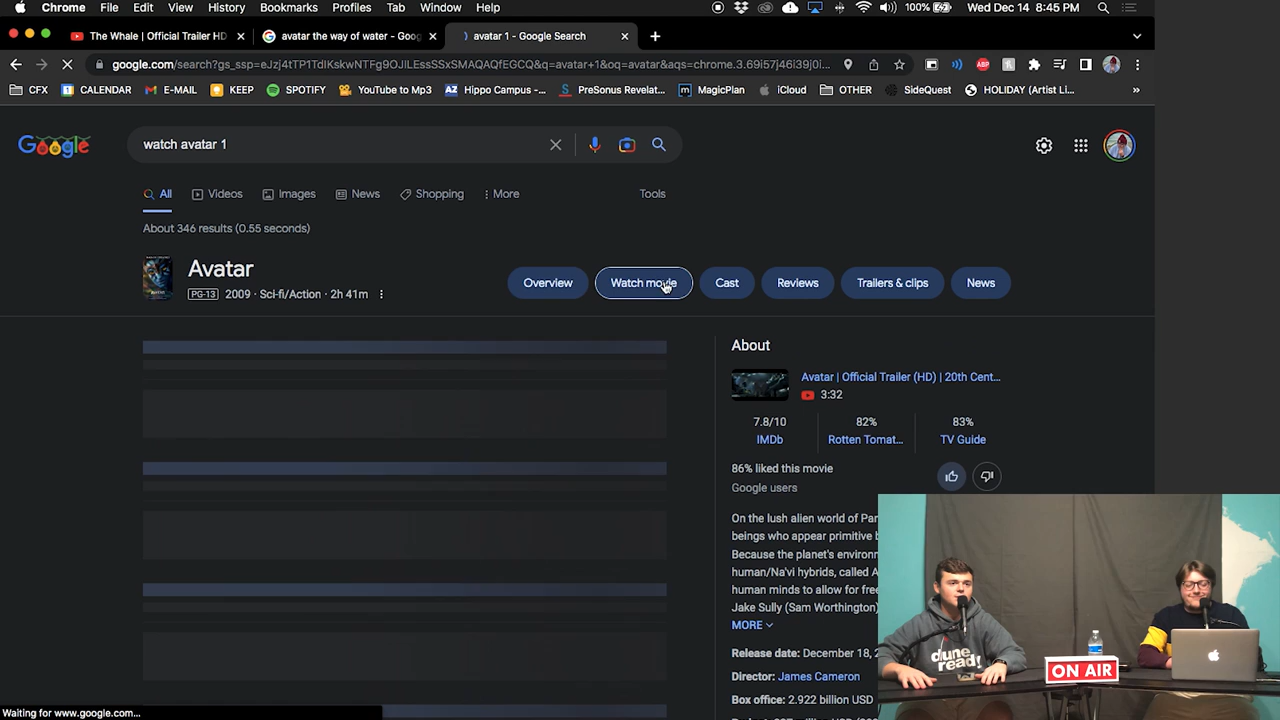 Chrome File Edit View History Bookmarks Profiles Tab Window Help 100% Wed Dec 14 8:45 PM
The Whale | Official Trailer HD avatar the way of water - Goog avatar 1 - Google Search
google.com/search?gs_ssp=eJzj4tTP1TdIKskwNTFg9OJILEssSSxSMAQAQfEGCQ&q=avatar+1&oq=avatar&aqs=chrome.3.69i57j46i39j0i...
CFX CALENDAR E-MAIL KEEP SPOTIFY YouTube to Mp3 Hippo Campus -... PreSonus Revelat... MagicPlan iCloud OTHER SideQuest HOLIDAY (Artist Li...
Google watch avatar 1
All Videos Images News Shopping More Tools
About 346 results (0.55 seconds)
Avatar
PG-13 2009 · Sci-fi/Action · 2h 41m
Overview Watch movie Cast Reviews Trailers & clips News
About
Avatar | Official Trailer (HD) | 20th Cent...
3:32
7.8/10 82% 83%
IMDb Rotten Tomat... TV Guide
86% liked this movie
Google users
On the lush alien world of Pan
beings who appear primitive b
Because the planet's environm
human/Na'vi hybrids, called A
human minds to allow for free
Jake Sully (Sam Worthington)
MORE
Release date: December 18, 2
Director: James Cameron
Box office: 2.922 billion USD
Waiting for www.google.com...
dune
ready!
ON AIR